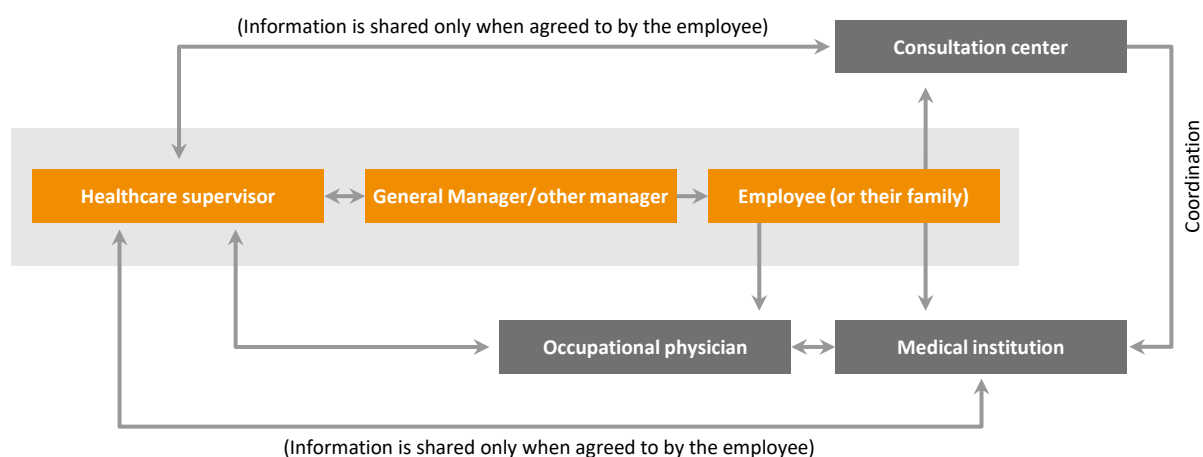 (Information is shared only when agreed to by the employee)
Consultation center
Coordination
Healthcare supervisor
General Manager/other manager
Employee (or their family)
Occupational physician
Medical institution
(Information is shared only when agreed to by the employee)